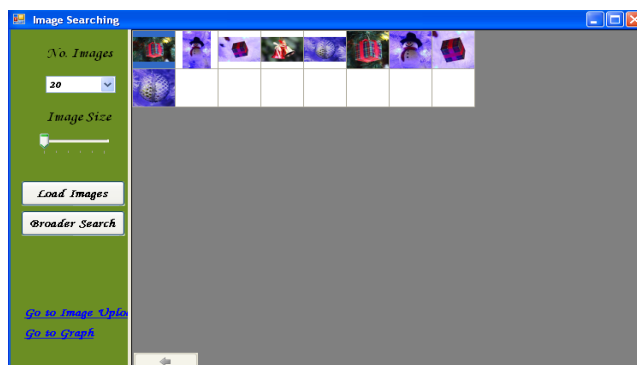 Image Searching
No. Images
20
Image Size
Load Images
Broader Search
Go to Image Uplo
Go to Graph